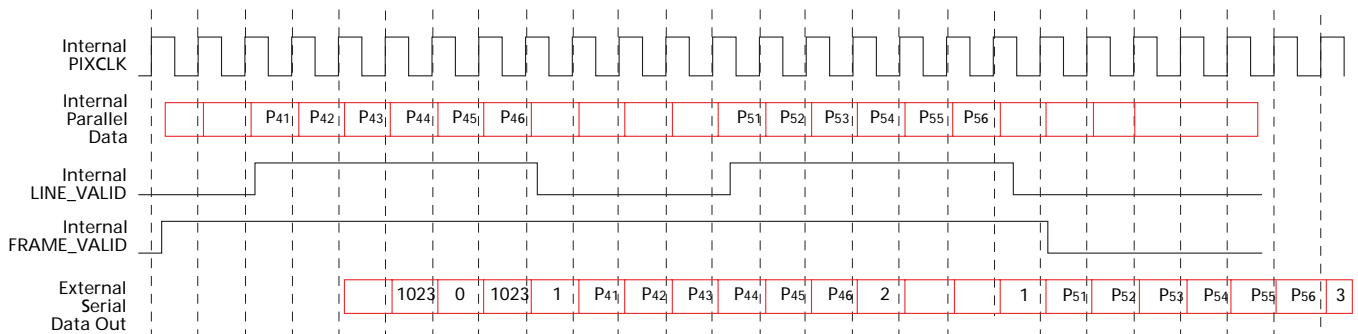 Internal
PIXCLK
Internal
Parallel
Data
P41 P42 P43 P44 P45 P46 P51 P52 P53 P54 P55 P56
Internal
LINE_VALID
Internal
FRAME_VALID
External
Serial
Data Out
1023 0 1023 1 P41 P42 P43 P44 P45 P46 2 1 P51 P52 P53 P54 P55 P56 3